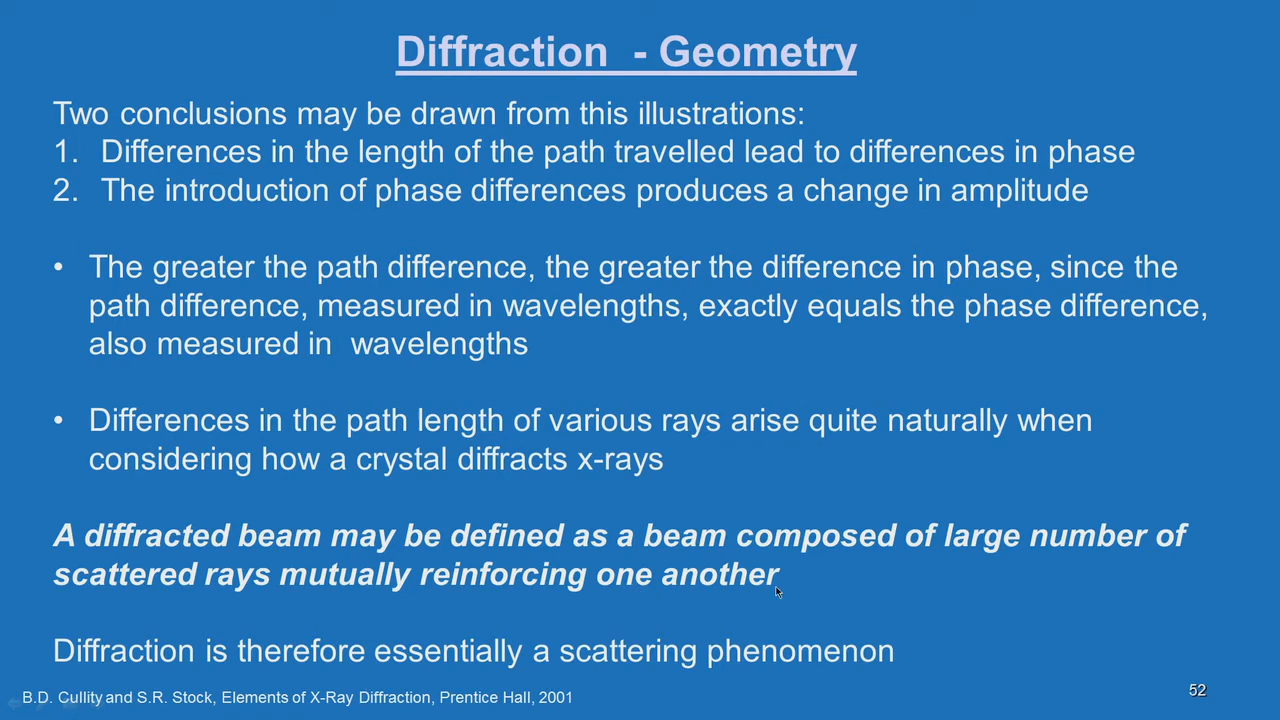 Diffraction - Geometry
Two conclusions may be drawn from this illustrations:
1. Differences in the length of the path travelled lead to differences in phase
2. The introduction of phase differences produces a change in amplitude
• The greater the path difference, the greater the difference in phase, since the
path difference, measured in wavelengths, exactly equals the phase difference,
also measured in wavelengths
• Differences in the path length of various rays arise quite naturally when
considering how a crystal diffracts x-rays
A diffracted beam may be defined as a beam composed of large number of
scattered rays mutually reinforcing one another
Diffraction is therefore essentially a scattering phenomenon
B.D. Cullity and S.R. Stock, Elements of X-Ray Diffraction, Prentice Hall, 2001
52